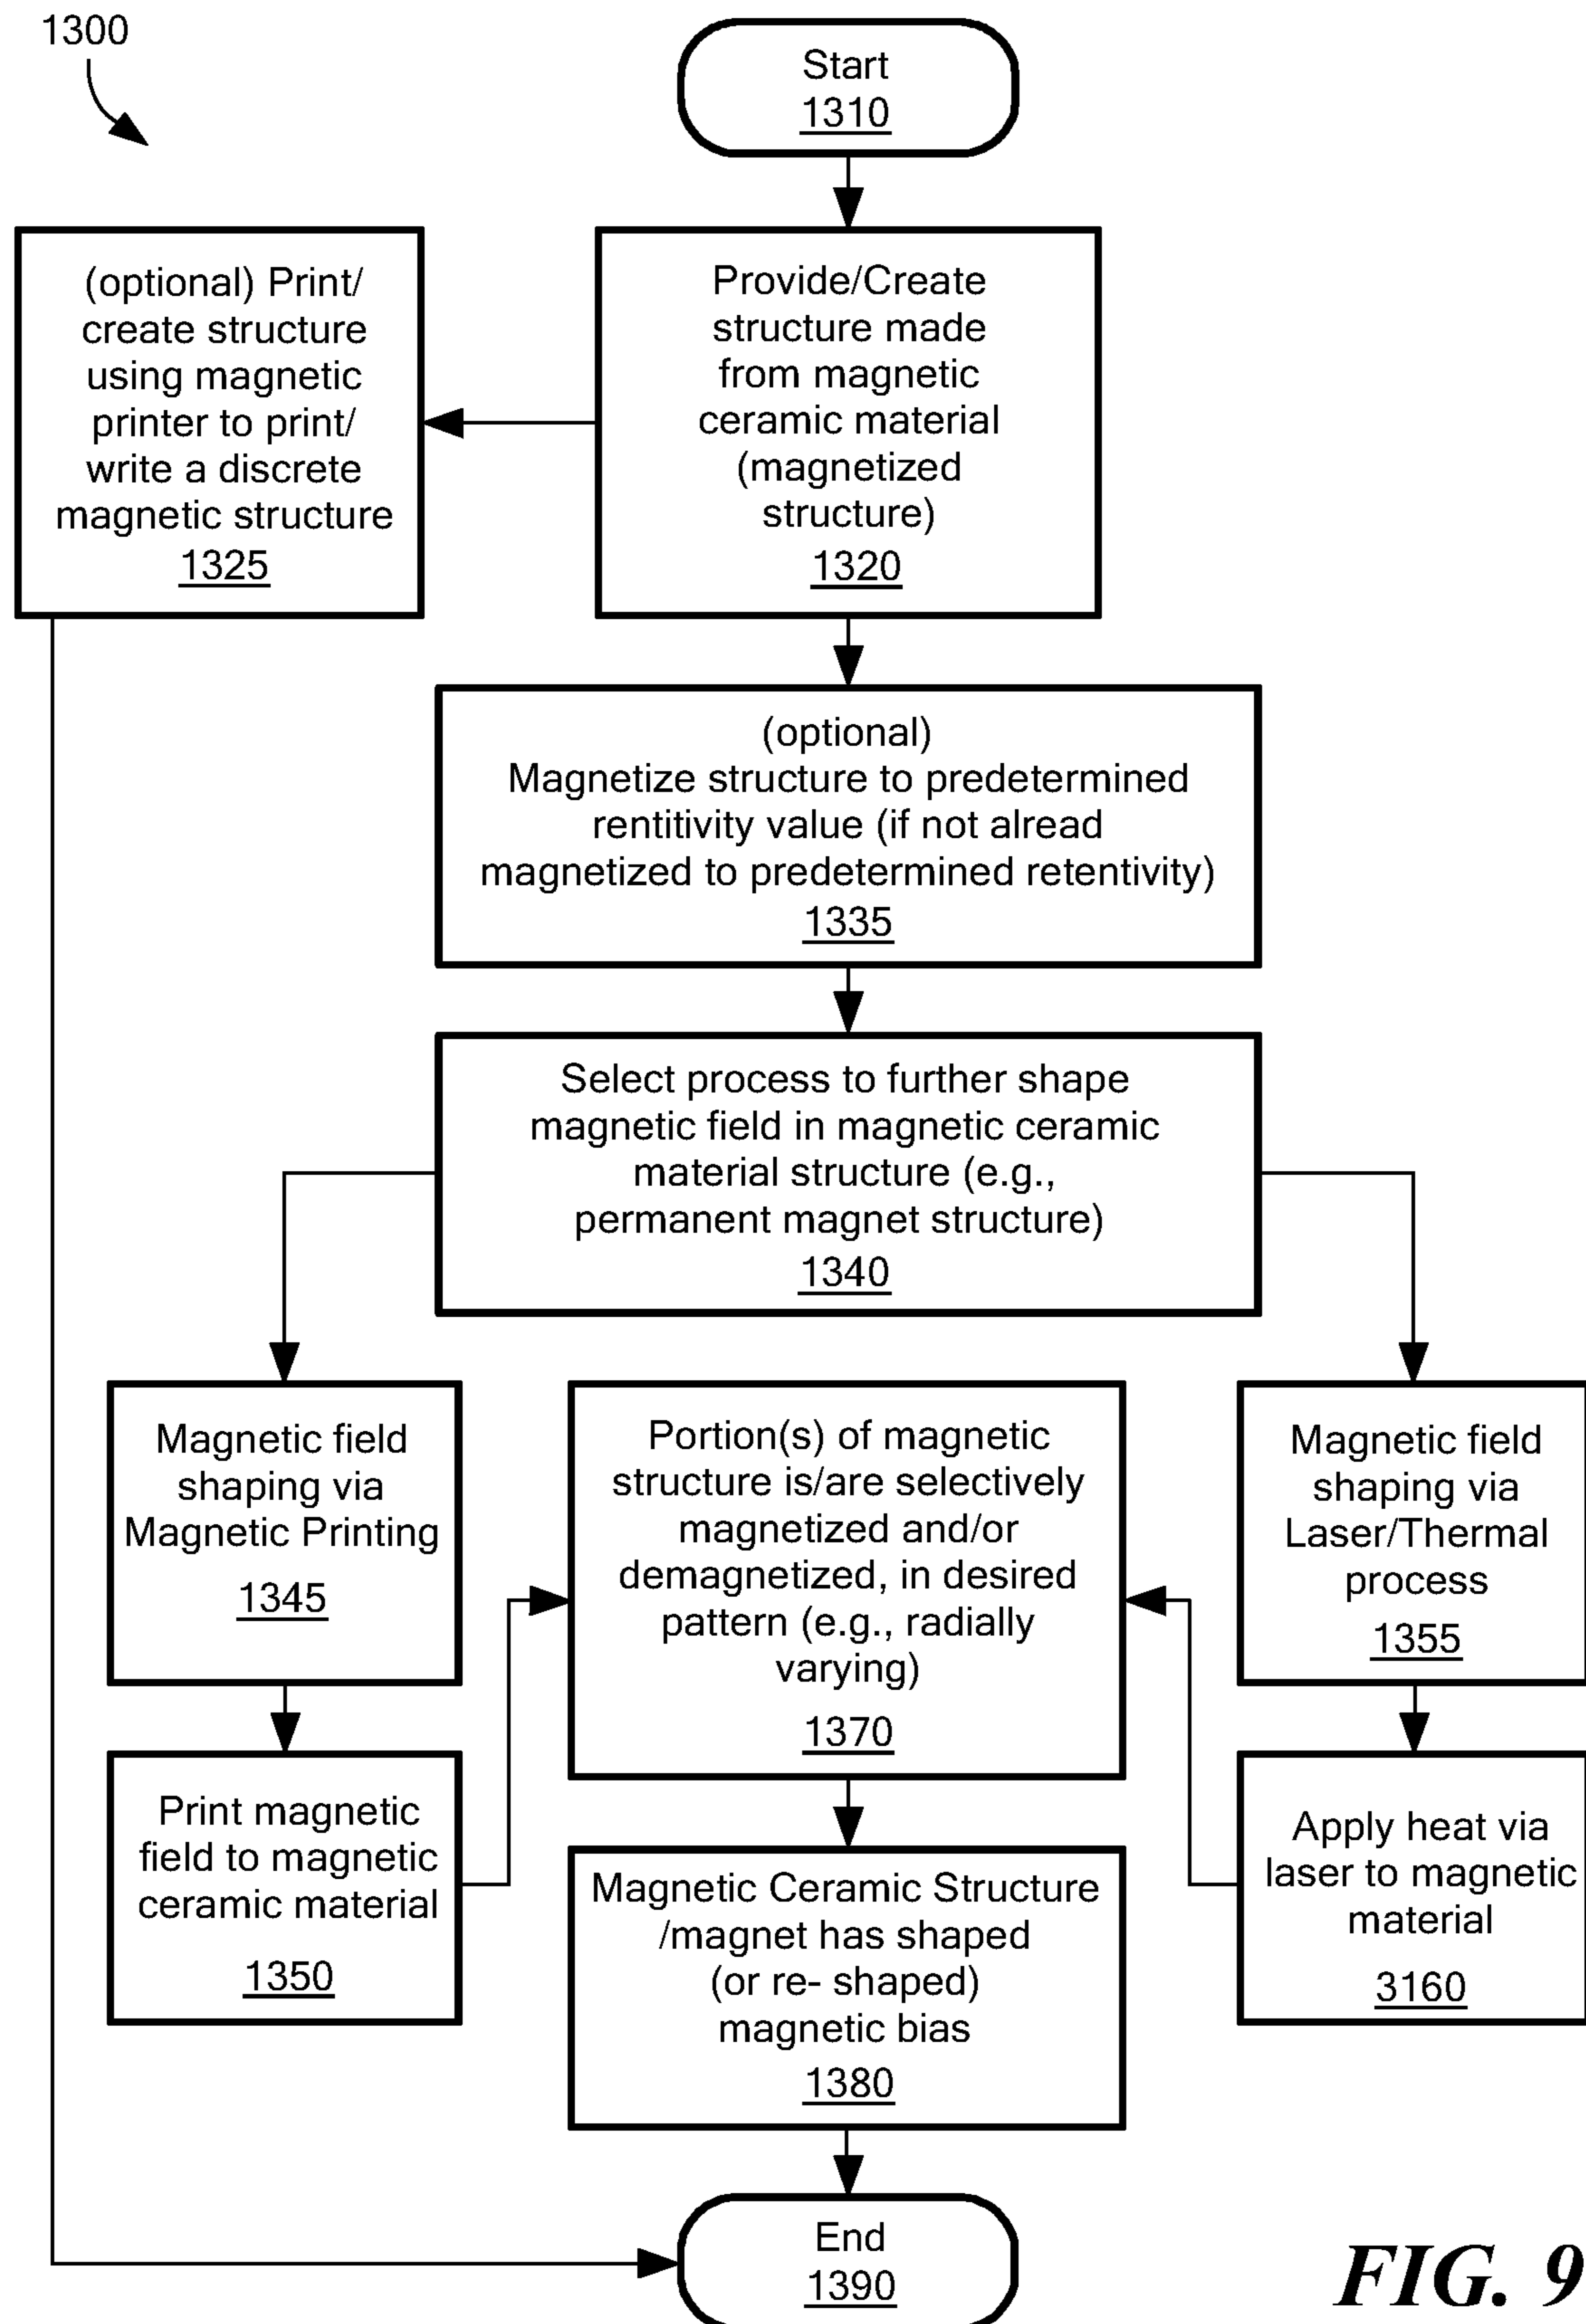 1300
Start
1310
(optional) Print/
create structure
using magnetic
printer to print/
write a discrete
magnetic structure
1325
Provide/Create
structure made
from magnetic
ceramic material
(magnetized
structure)
1320
(optional)
Magnetize structure to predetermined
rentitivity value (if not alread
magnetized to predetermined retentivity)
1335
Select process to further shape
magnetic field in magnetic ceramic
material structure (e.g.,
permanent magnet structure)
1340
Magnetic field
shaping via
Magnetic Printing
1345
Portion(s) of magnetic
structure is/are selectively
magnetized and/or
demagnetized, in desired
pattern (e.g., radially
varying)
1370
Magnetic field
shaping via
Laser/Thermal
process
1355
Print magnetic
field to magnetic
ceramic material
1350
Magnetic Ceramic Structure
/magnet has shaped
(or re- shaped)
magnetic bias
1380
Apply heat via
laser to magnetic
material
3160
End
1390
FIG. 9